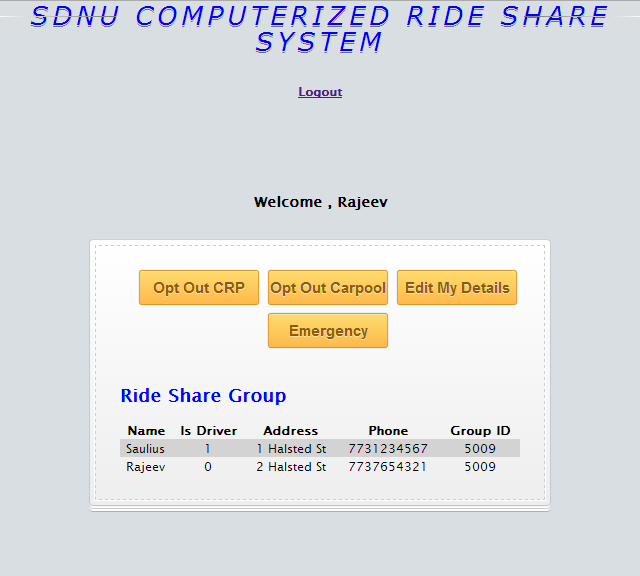 SDNU COMPUTERIZED RIDE SHARE
SYSTEM
Logout
Welcome , Rajeev
Opt Out CRP Opt Out Carpool Edit My Details
Emergency
Ride Share Group
Name Is Driver Address Phone Group ID
Saulius 1 1 Halsted St 7731234567 5009
Rajeev 0 2 Halsted St 7737654321 5009